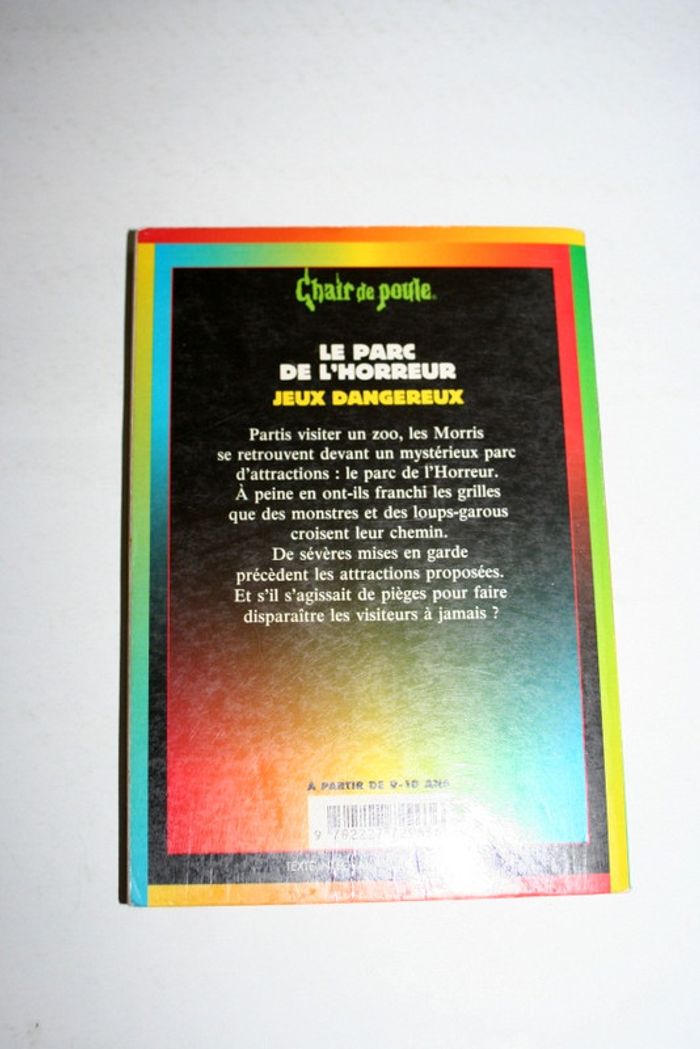 Chair de poule
LE PARC
DE L'HORREUR
JEUX DANGEREUX
Partis visiter un zoo, les Morris
se retrouvent devant un mystérieux parc
d'attractions : le parc de l'Horreur.
À peine en ont-ils franchi les grilles
que des monstres et des loups-garous
croisent leur chemin.
De sévères mises en garde
précèdent les attractions proposées.
Et s'il s'agissait de pièges pour faire
disparaître les visiteurs à jamais ?
À PARTIR DE 9-10 ANS
TEXTE